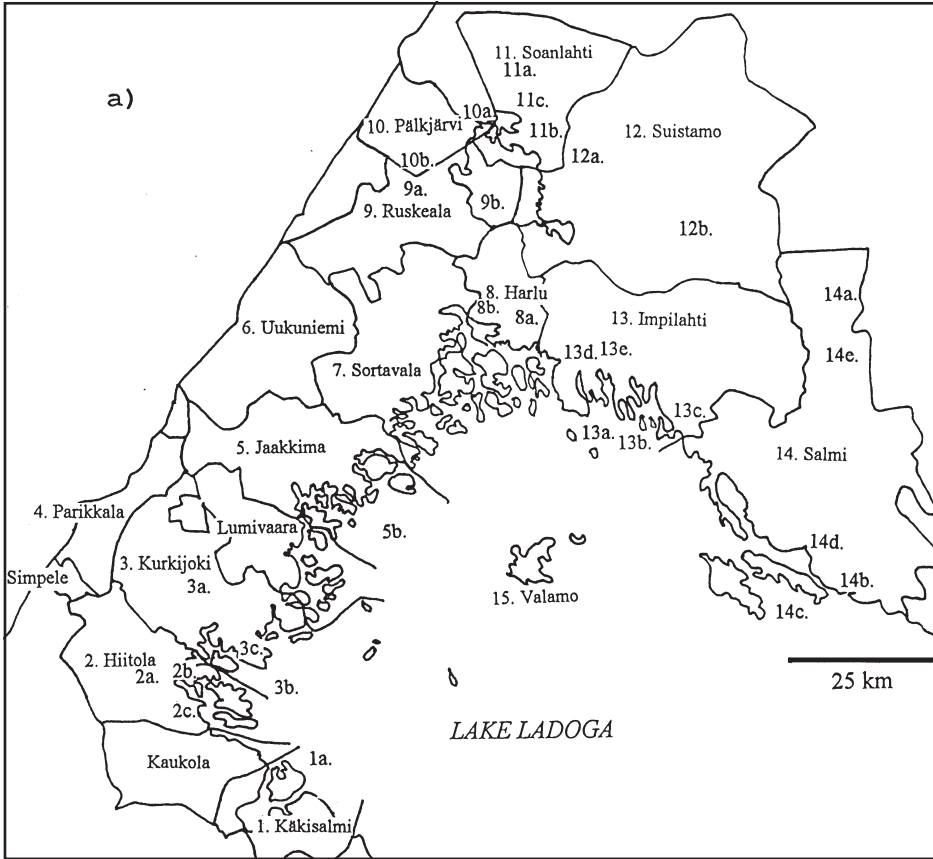 a)
11. Soanlahti
11a.
11c.
10a.
10. Pälkjärvi
11b.
12. Suistamo
12a.
10b.
9a.
9b.
9. Ruskeala
12b.
8. Harlu
8b.
8a.
14a.
6. Uukuniemi
13. Impilahti
13d.
13e.
14e.
7. Sortavala
13c.
13a.
13b.
5. Jaakkima
14. Salmi
4. Parikkala
Lumivaara
5b.
14d.
3. Kurkijoki
3a.
Simpele
14b.
15. Valamo
14c.
3c.
2. Hiitola
2a.
2b.
3b.
25 km
2c.
LAKE LADOGA
Kaukola
1a.
1. Käkisalmi